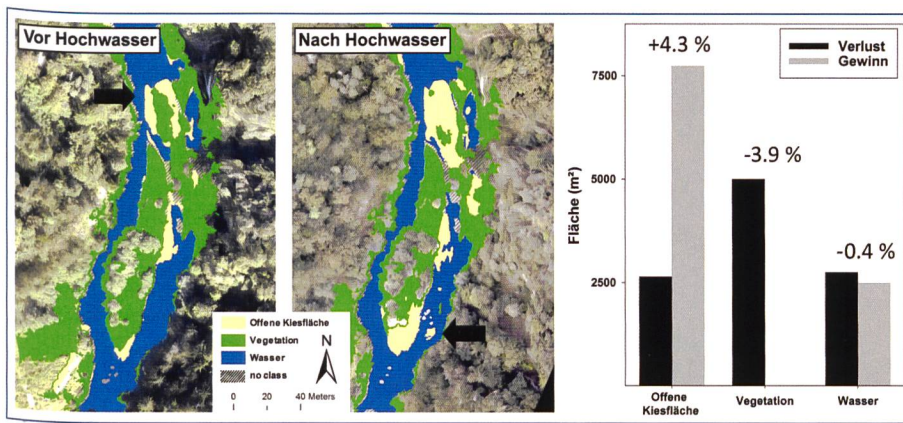 Vor Hochwasser
Nach Hochwasser
Offene Kiesfläche
Vegetation
Wasser
no class
N
0 20 40 Meters
+4.3 %
-3.9 %
-0.4 %
Verlust
Gewinn
Fläche (m²)
7500
5000
2500
Offene
Kiesfläche
Vegetation
Wasser